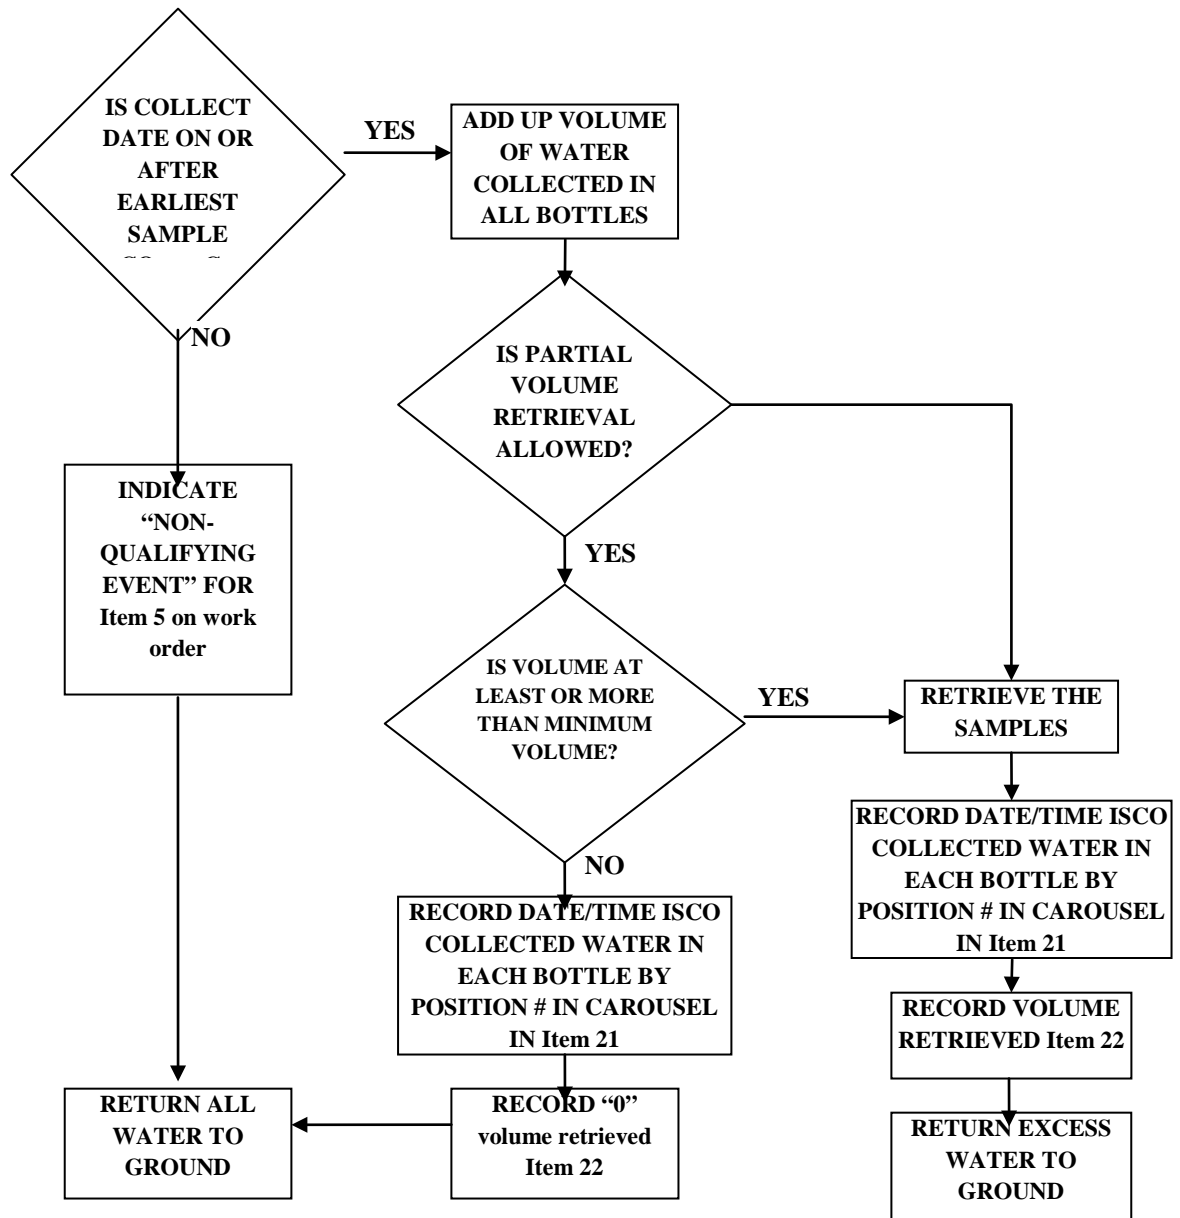 IS COLLECT
DATE ON OR
AFTER
EARLIEST
SAMPLE
YES
ADD UP VOLUME
OF WATER
COLLECTED IN
ALL BOTTLES
NO
IS PARTIAL
VOLUME
RETRIEVAL
ALLOWED?
INDICATE
“NON-
QUALIFYING
EVENT” FOR
Item 5 on work
order
YES
IS VOLUME AT
LEAST OR MORE
THAN MINIMUM
VOLUME?
YES
RETRIEVE THE
SAMPLES
RECORD DATE/TIME ISCO
COLLECTED WATER IN
EACH BOTTLE BY
POSITION # IN CAROUSEL
IN Item 21
NO
RECORD DATE/TIME ISCO
COLLECTED WATER IN
EACH BOTTLE BY
POSITION # IN CAROUSEL
IN Item 21
RECORD VOLUME
RETRIEVED Item 22
RETURN ALL
WATER TO
GROUND
RECORD “0”
volume retrieved
Item 22
RETURN EXCESS
WATER TO
GROUND